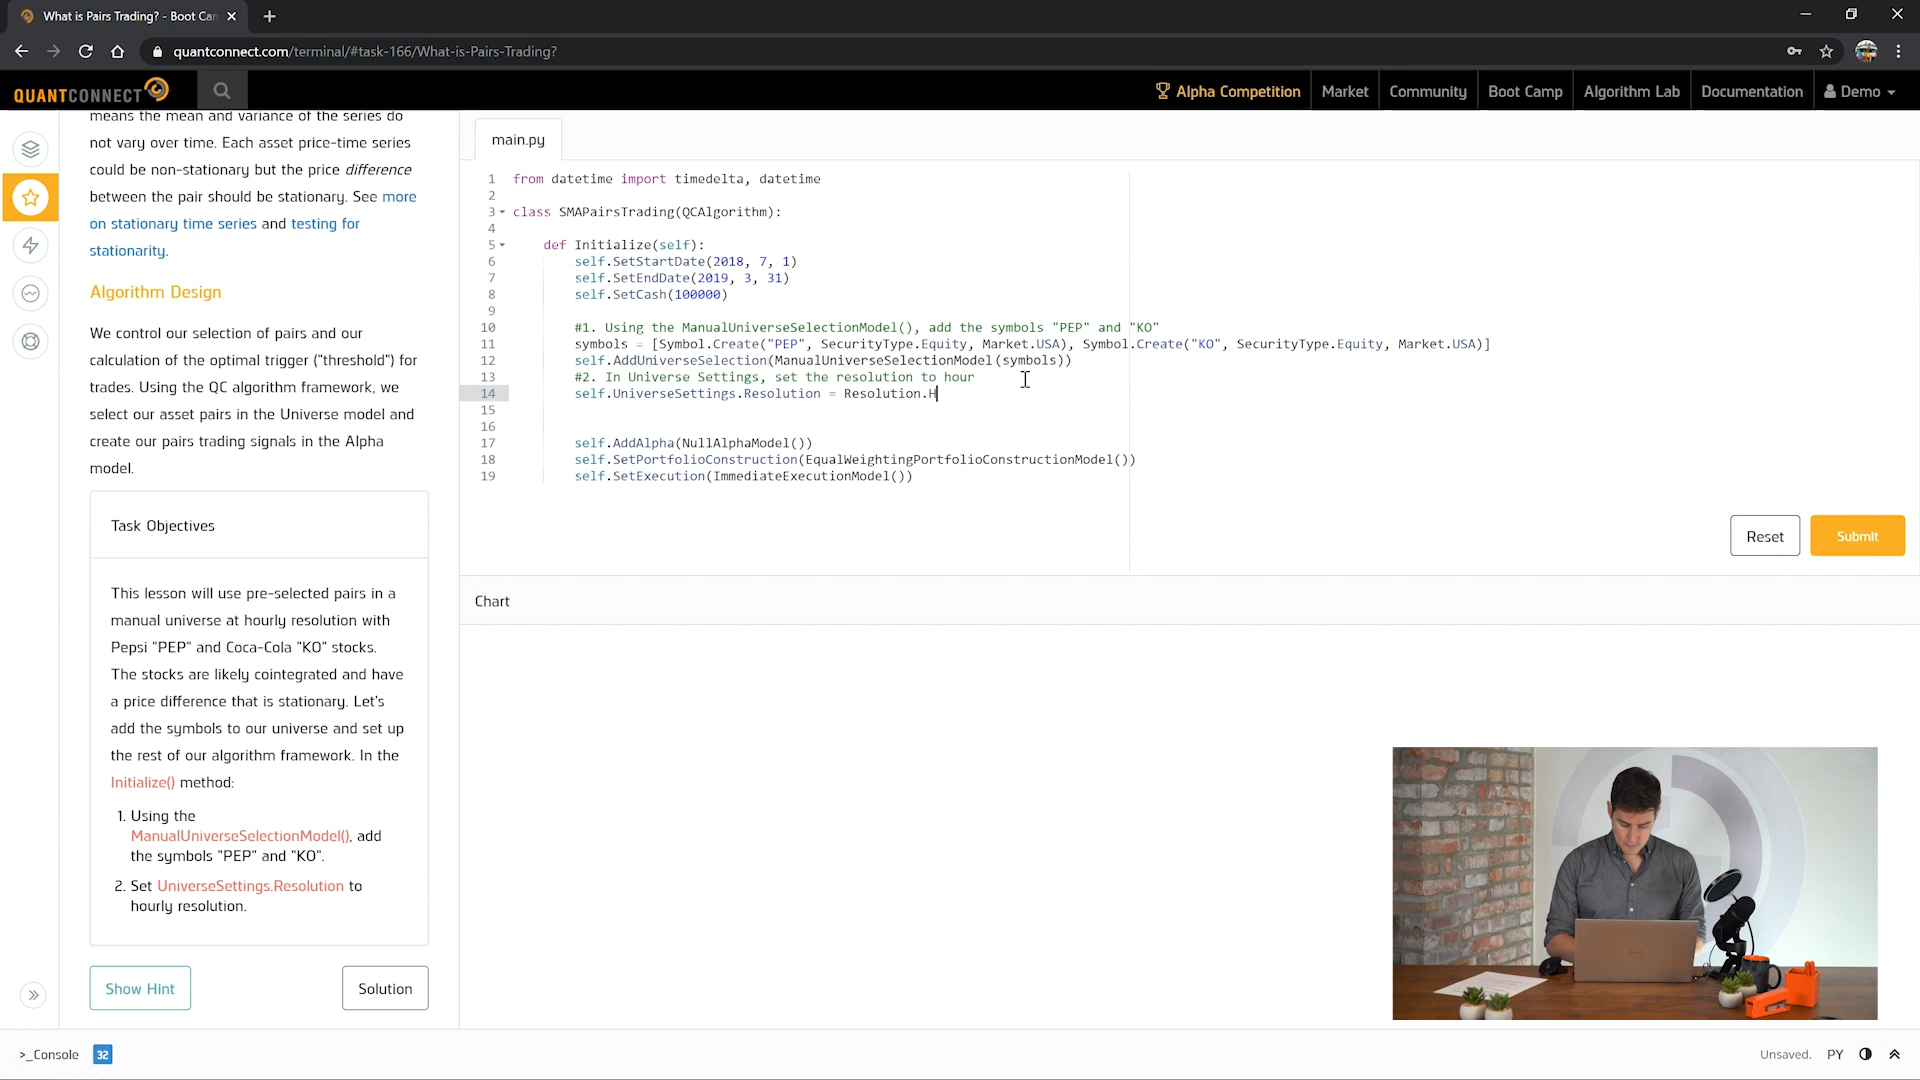 What is Pairs Trading? - Boot Car
quantconnect.com/terminal/#task-166/What-is-Pairs-Trading?
QUANTCONNECT
Alpha Competition
Market
Community
Boot Camp
Algorithm Lab
Documentation
Demo
means the mean and variance of the series do
not vary over time. Each asset price-time series
could be non-stationary but the price difference
between the pair should be stationary. See more
on stationary time series and testing for
stationarity.
Algorithm Design
We control our selection of pairs and our
calculation of the optimal trigger ("threshold") for
trades. Using the QC algorithm framework, we
select our asset pairs in the Universe model and
create our pairs trading signals in the Alpha
model.
Task Objectives
This lesson will use pre-selected pairs in a
manual universe at hourly resolution with
Pepsi "PEP" and Coca-Cola "KO" stocks.
The stocks are likely cointegrated and have
a price difference that is stationary. Let's
add the symbols to our universe and set up
the rest of our algorithm framework. In the
Initialize() method:
1. Using the
ManualUniverseSelectionModel(), add
the symbols "PEP" and "KO".
2. Set UniverseSettings.Resolution to
hourly resolution.
Show Hint
Solution
main.py
1 from datetime import timedelta, datetime
2
3 class SMAPairsTrading(QCAlgorithm):
4
5 def Initialize(self):
6 self.SetStartDate(2018, 7, 1)
7 self.SetEndDate(2019, 3, 31)
8 self.SetCash(100000)
9
10 #1. Using the ManualUniverseSelectionModel(), add the symbols "PEP" and "KO"
11 symbols = [Symbol.Create("PEP", SecurityType.Equity, Market.USA), Symbol.Create("KO", SecurityType.Equity, Market.USA)]
12 self.AddUniverseSelection(ManualUniverseSelectionModel(symbols))
13 #2. In Universe Settings, set the resolution to hour
14 self.UniverseSettings.Resolution = Resolution.H
15
16
17 self.AddAlpha(NullAlphaModel())
18 self.SetPortfolioConstruction(EqualWeightingPortfolioConstructionModel())
19 self.SetExecution(ImmediateExecutionModel())
Reset
Submit
Chart
>_Console 32
Unsaved. PY